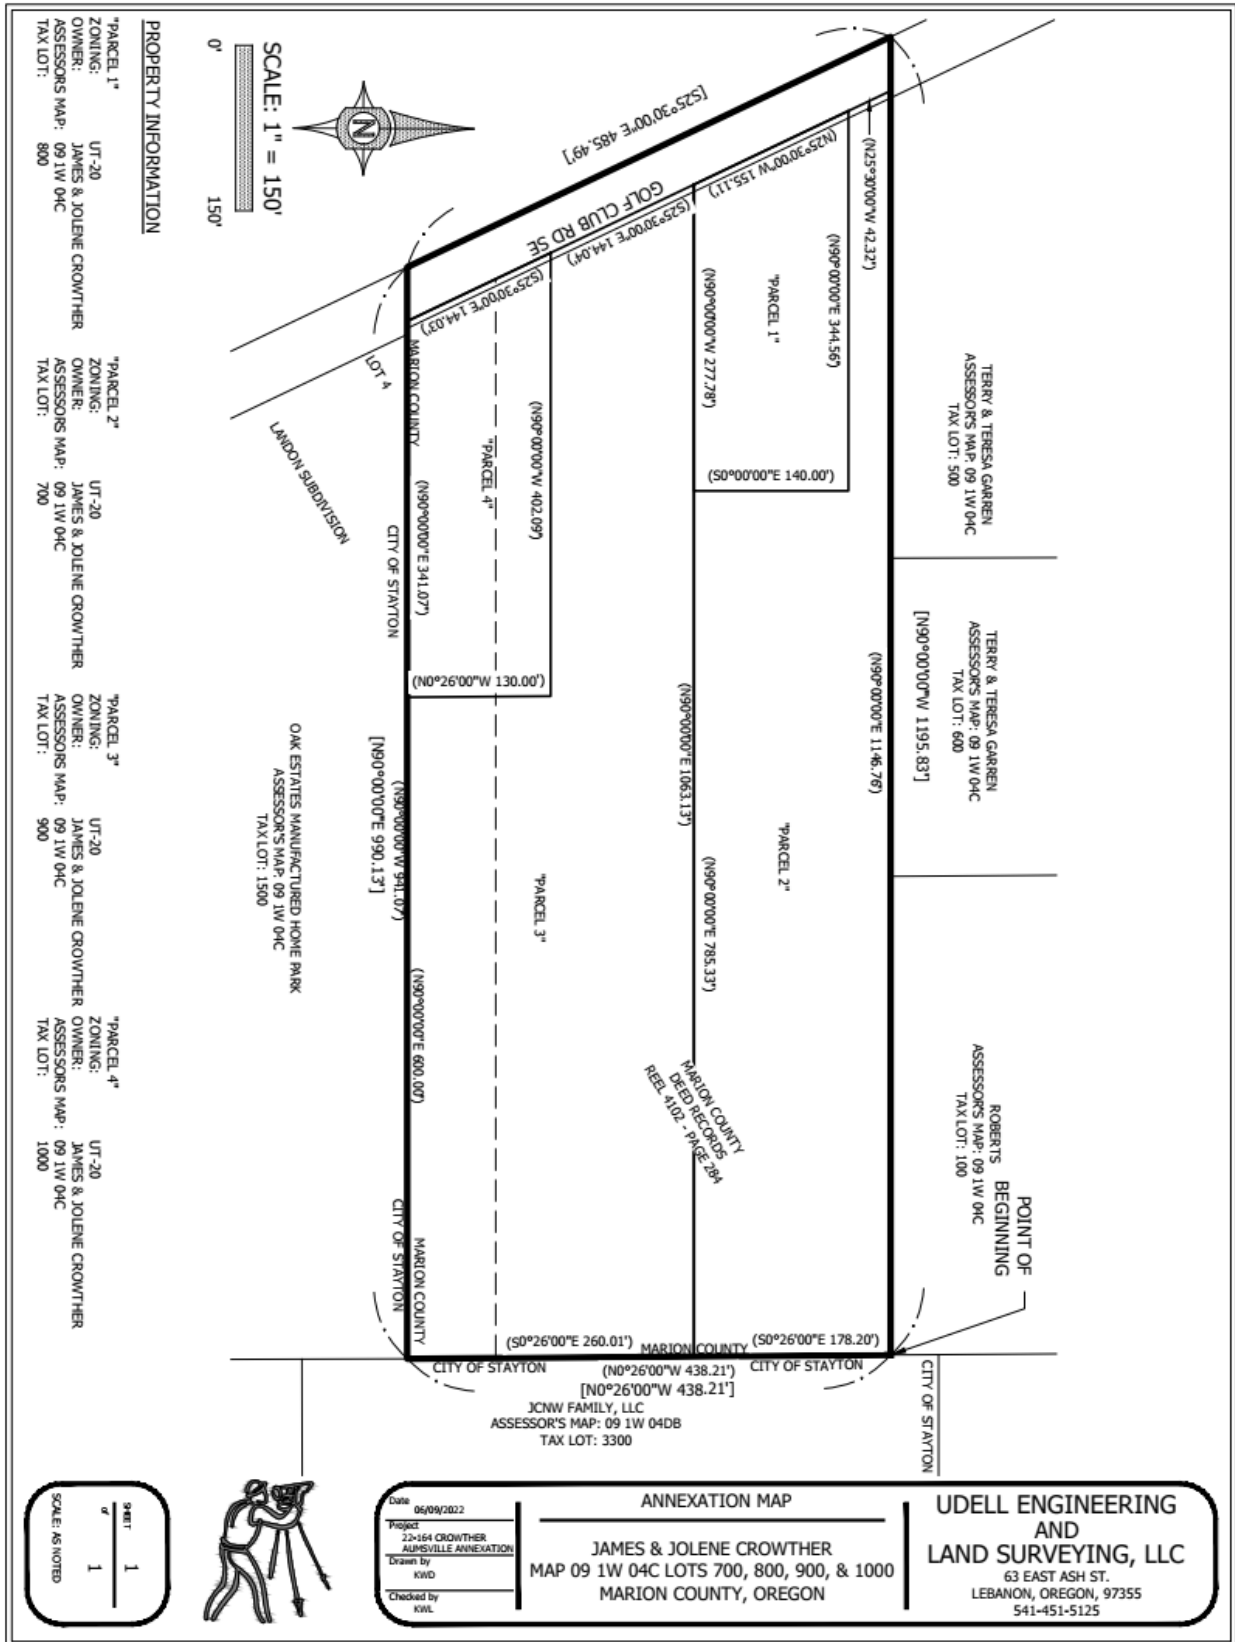 PROPERTY INFORMATION
"PARCEL 1"
ZONING: UT-20
OWNER: JAMES & JOLENE CROWTHER
ASSESSORS MAP: 09 1W 04C
TAX LOT: 800
"PARCEL 2"
ZONING: UT-20
OWNER: JAMES & JOLENE CROWTHER
ASSESSORS MAP: 09 1W 04C
TAX LOT: 700
"PARCEL 3"
ZONING: UT-20
OWNER: JAMES & JOLENE CROWTHER
ASSESSORS MAP: 09 1W 04C
TAX LOT: 900
"PARCEL 4"
ZONING: UT-20
OWNER: JAMES & JOLENE CROWTHER
ASSESSORS MAP: 09 1W 04C
TAX LOT: 1000
SCALE: 1" = 150'
0' 150'
N
[S25°30'00"E 485.49']
GOLF CLUB RD SE
(N25°30'00"W 42.32')
(N25°30'00"W 155.11')
(S25°30'00"E 144.04')
(S25°30'00"E 144.03')
(N90°00'00"E 344.56')
"PARCEL 1"
(N90°00'00"W 277.78')
(S0°00'00"E 140.00')
TERRY & TERESA GARREN
ASSESSOR'S MAP: 09 1W 04C
TAX LOT: 500
TERRY & TERESA GARREN
ASSESSOR'S MAP: 09 1W 04C
TAX LOT: 600
[N90°00'00"W 1195.83']
(N90°00'00"E 1146.76')
ROBERTS
ASSESSOR'S MAP: 09 1W 04C
TAX LOT: 100
POINT OF
BEGINNING
LOT 4
LANDON SUBDIVISION
MARION COUNTY
CITY OF STAYTON
"PARCEL 4"
(N90°00'00"W 402.09')
(N90°00'00"E 341.07')
(N0°26'00"W 130.00')
(N90°00'00"E 1063.13')
"PARCEL 2"
(N90°00'00"E 785.33')
"PARCEL 3"
(N90°00'00"W 941.07')
[N90°00'00"E 990.13']
(N90°00'00"E 600.00')
OAK ESTATES MANUFACTURED HOME PARK
ASSESSOR'S MAP: 09 1W 04C
TAX LOT: 1500
MARION COUNTY
DEED RECORDS
REEL 4102 - PAGE 284
MARION COUNTY
CITY OF STAYTON
(S0°26'00"E 260.01')
MARION COUNTY
(S0°26'00"E 178.20')
CITY OF STAYTON
(N0°26'00"W 438.21')
CITY OF STAYTON
[N0°26'00"W 438.21']
CITY OF STAYTON
JCNW FAMILY, LLC
ASSESSOR'S MAP: 09 1W 04DB
TAX LOT: 3300
SHEET
1
of
1
SCALE: AS NOTED
Date
06/09/2022
Project
22-164 CROWTHER
AUMSVILLE ANNEXATION
Drawn by
KWD
Checked by
KWL
ANNEXATION MAP
JAMES & JOLENE CROWTHER
MAP 09 1W 04C LOTS 700, 800, 900, & 1000
MARION COUNTY, OREGON
UDELL ENGINEERING
AND
LAND SURVEYING, LLC
63 EAST ASH ST.
LEBANON, OREGON, 97355
541-451-5125